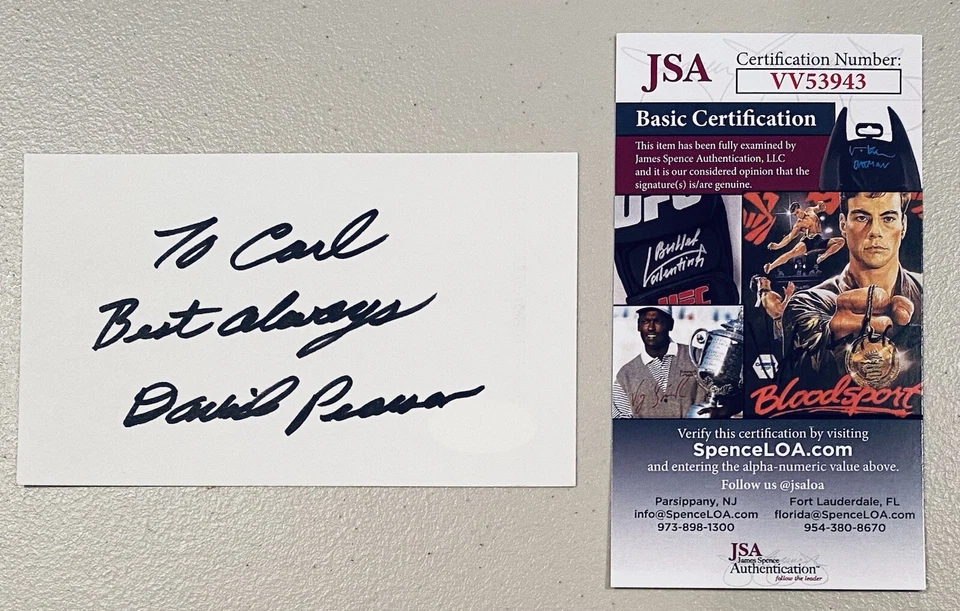 To Carl
Best always
David Pearson
JSA
Certification Number:
VV53943
Basic Certification
This item has been fully examined by
James Spence Authentication, LLC
and it is our considered opinion that the
signature(s) is/are genuine.
UFC
Bullet
Valentina
UFC
Bloodsport
Verify this certification by visiting
SpenceLOA.com
and entering the alpha-numeric value above.
Follow us @jsaloa
Parsippany, NJ
info@SpenceLOA.com
973-898-1300
Fort Lauderdale, FL
florida@SpenceLOA.com
954-380-8670
JSA
James Spence
Authentication
follow the leader